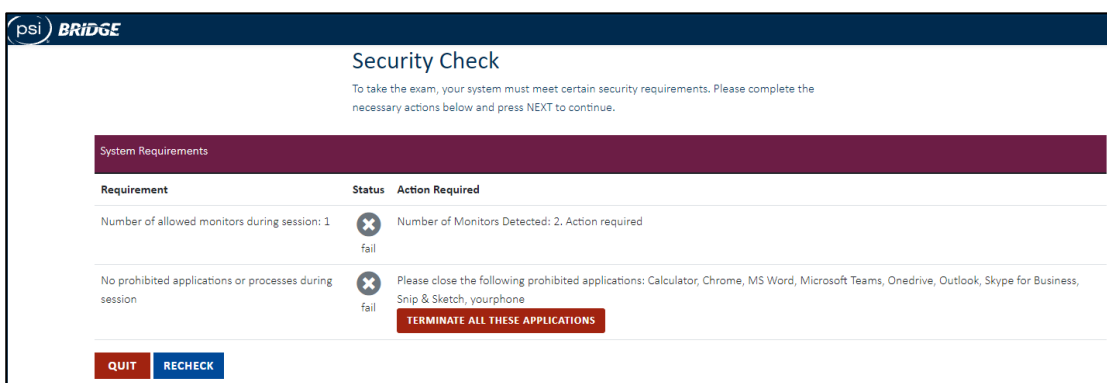 psi BRIDGE
Security Check
To take the exam, your system must meet certain security requirements. Please complete the
necessary actions below and press NEXT to continue.
System Requirements
Requirement Status Action Required
Number of allowed monitors during session: 1 fail Number of Monitors Detected: 2. Action required
No prohibited applications or processes during
session
fail
Please close the following prohibited applications: Calculator, Chrome, MS Word, Microsoft Teams, Onedrive, Outlook, Skype for Business,
Snip & Sketch, yourphone
TERMINATE ALL THESE APPLICATIONS
QUIT RECHECK